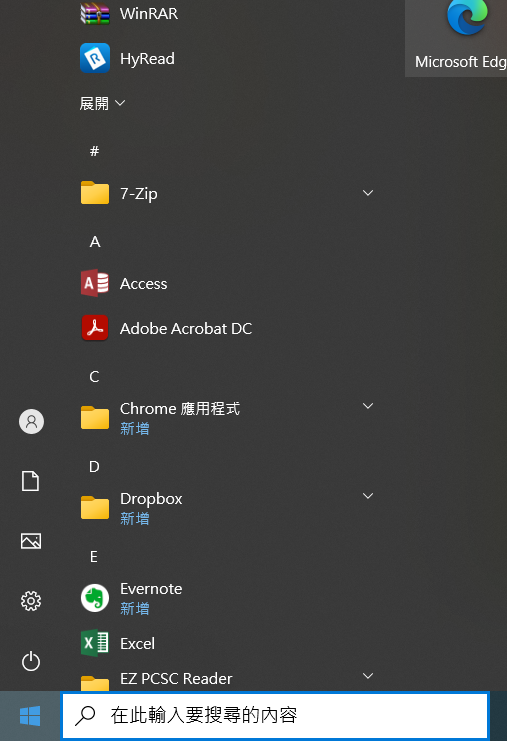 WinRAR
HyRead
Microsoft Edg
展開
#
7-Zip
A
Access
Adobe Acrobat DC
C
Chrome 應用程式
新增
D
Dropbox
新增
E
Evernote
新增
Excel
EZ PCSC Reader
在此輸入要搜尋的內容